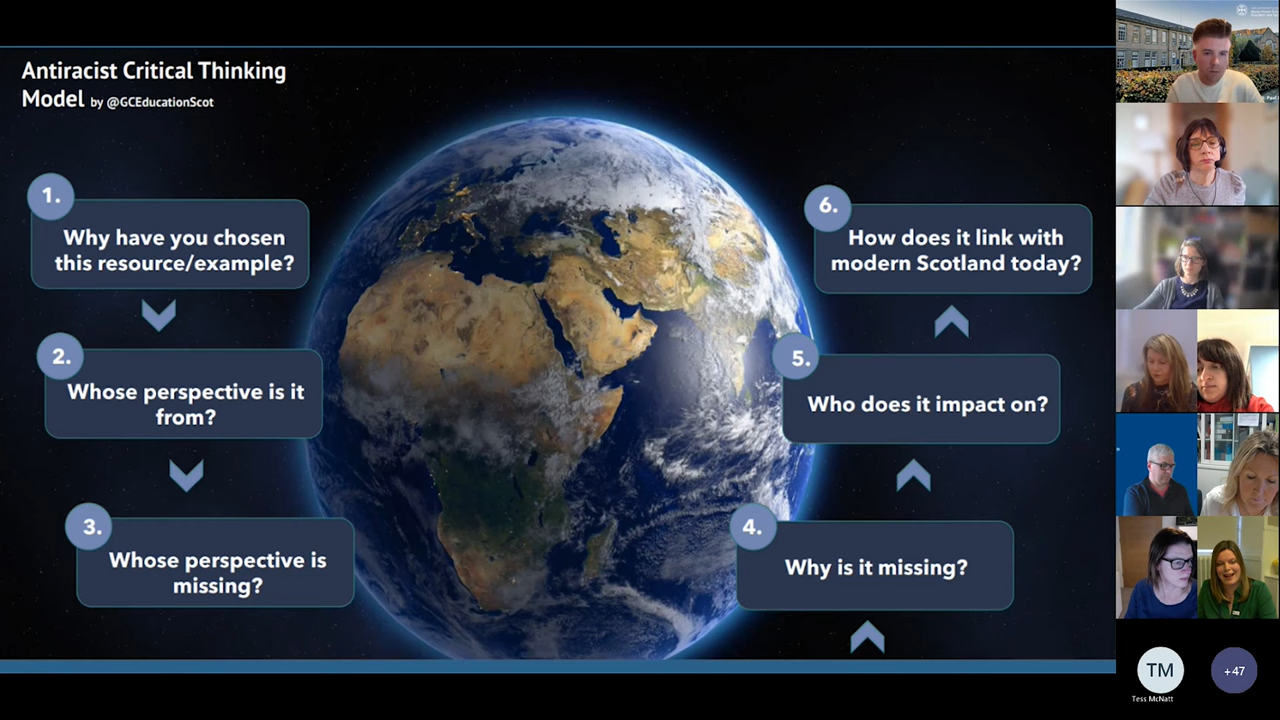 Antiracist Critical Thinking
Model by @GCEducationScot
1.
Why have you chosen
this resource/example?
2.
Whose perspective is it
from?
3.
Whose perspective is
missing?
4.
Why is it missing?
5.
Who does it impact on?
6.
How does it link with
modern Scotland today?
TM
Tess McNatt
+47